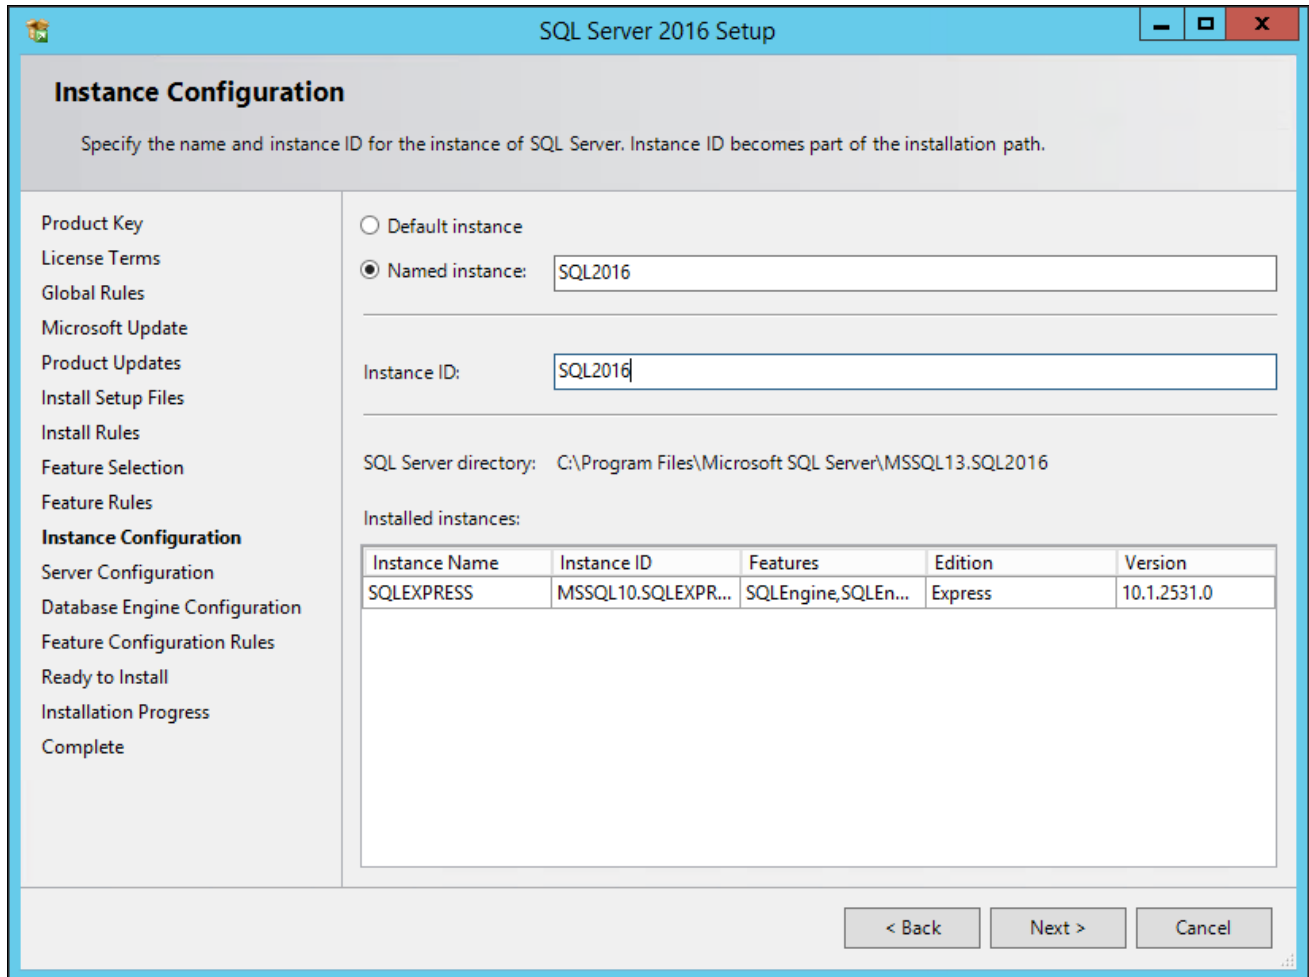 SQL Server 2016 Setup
Instance Configuration
Specify the name and instance ID for the instance of SQL Server. Instance ID becomes part of the installation path.
Product Key
License Terms
Global Rules
Microsoft Update
Product Updates
Install Setup Files
Install Rules
Feature Selection
Feature Rules
Instance Configuration
Server Configuration
Database Engine Configuration
Feature Configuration Rules
Ready to Install
Installation Progress
Complete
Default instance
Named instance: SQL2016
Instance ID: SQL2016
SQL Server directory: C:\Program Files\Microsoft SQL Server\MSSQL13.SQL2016
Installed instances:
Instance Name Instance ID Features Edition Version
SQLEXPRESS MSSQL10.SQLEXPR... SQLEngine,SQLEn... Express 10.1.2531.0
< Back Next > Cancel